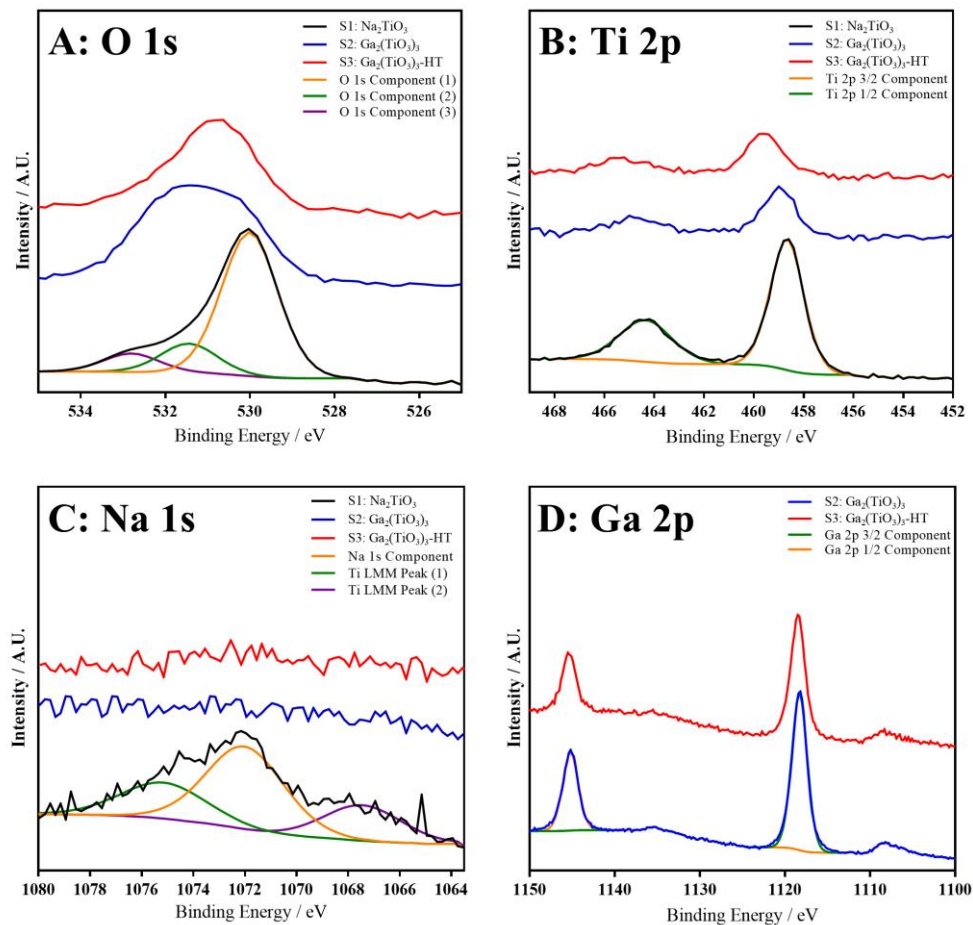 A: O 1s
S1: Na₂TiO₃
S2: Ga₂(TiO₃)₃
S3: Ga₂(TiO₃)₃-HT
O 1s Component (1)
O 1s Component (2)
O 1s Component (3)
Intensity / A.U.
534 532 530 528 526
Binding Energy / eV
B: Ti 2p
S1: Na₂TiO₃
S2: Ga₂(TiO₃)₃
S3: Ga₂(TiO₃)₃-HT
Ti 2p 3/2 Component
Ti 2p 1/2 Component
Intensity / A.U.
468 466 464 462 460 458 456 454 452
Binding Energy / eV
C: Na 1s
S1: Na₂TiO₃
S2: Ga₂(TiO₃)₃
S3: Ga₂(TiO₃)₃-HT
Na 1s Component
Ti LMM Peak (1)
Ti LMM Peak (2)
Intensity / A.U.
1080 1078 1075 1073 1070 1068 1066 1064
Binding Energy / eV
D: Ga 2p
S2: Ga₂(TiO₃)₃
S3: Ga₂(TiO₃)₃-HT
Ga 2p 3/2 Component
Ga 2p 1/2 Component
Intensity / A.U.
1150 1140 1130 1120 1110 1100
Binding Energy / eV